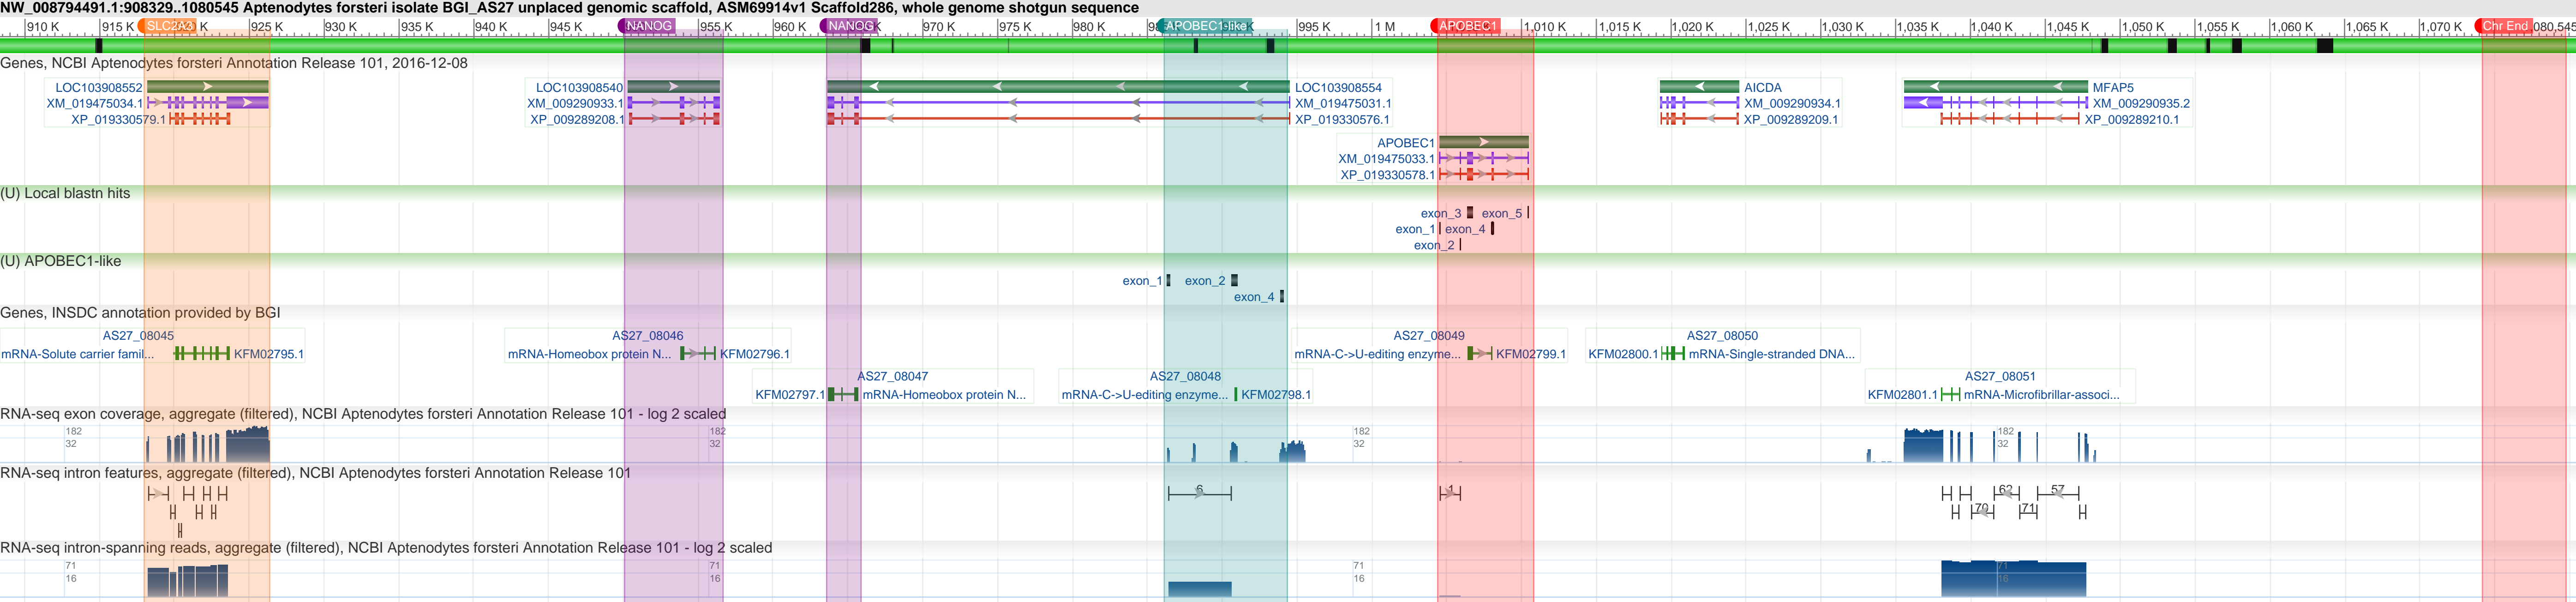 NW_008794491.1:908329..1080545 Aptenodytes forsteri isolate BGI_AS27 unplaced genomic scaffold, ASM69914v1 Scaffold286, whole genome shotgun sequence
910 K 915 K SLC2A3 K 925 K 930 K 935 K 940 K 945 K NANOG 955 K 960 K NANOG K 970 K 975 K 980 K 98 APOBEC1-like K 995 K 1 M APOBEC1 1,010 K 1,015 K 1,020 K 1,025 K 1,030 K 1,035 K 1,040 K 1,045 K 1,050 K 1,055 K 1,060 K 1,065 K 1,070 K Chr End 080,545
Genes, NCBI Aptenodytes forsteri Annotation Release 101, 2016-12-08
LOC103908552 LOC103908540 LOC103908554 AICDA MFAP5
XM_019475034.1 XM_009290933.1 XM_019475031.1 XM_009290934.1 XM_009290935.2
XP_019330579.1 XP_009289208.1 XP_019330576.1 XP_009289209.1 XP_009289210.1
APOBEC1
XM_019475033.1
XP_019330578.1
(U) Local blastn hits
exon_3 exon_5
exon_1 exon_4
exon_2
(U) APOBEC1-like
exon_1 exon_2
exon_4
Genes, INSDC annotation provided by BGI
AS27_08045 AS27_08046 AS27_08049 AS27_08050
mRNA-Solute carrier famil... KFM02795.1 mRNA-Homeobox protein N... KFM02796.1 mRNA-C->U-editing enzyme... KFM02799.1 KFM02800.1 mRNA-Single-stranded DNA...
AS27_08047 AS27_08048 AS27_08051
KFM02797.1 mRNA-Homeobox protein N... mRNA-C->U-editing enzyme... KFM02798.1 KFM02801.1 mRNA-Microfibrillar-associ...
RNA-seq exon coverage, aggregate (filtered), NCBI Aptenodytes forsteri Annotation Release 101 - log 2 scaled
182 182 182 182
32 32 32 32
RNA-seq intron features, aggregate (filtered), NCBI Aptenodytes forsteri Annotation Release 101
6 1 62 57
70 71
RNA-seq intron-spanning reads, aggregate (filtered), NCBI Aptenodytes forsteri Annotation Release 101 - log 2 scaled
71 71 71 71
16 16 16 16